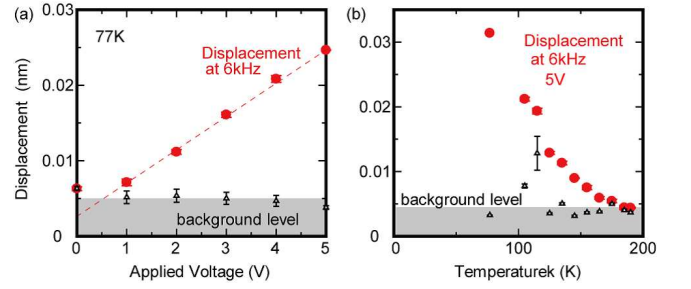 (a)
0.03
0.02
0.01
0
Displacement (nm)
77K
Displacement
at 6kHz
background level
0 1 2 3 4 5
Applied Voltage (V)
(b)
0.03
0.02
0.01
0
Displacement
at 6kHz
5V
background level
0 100 200
Temperaturek (K)